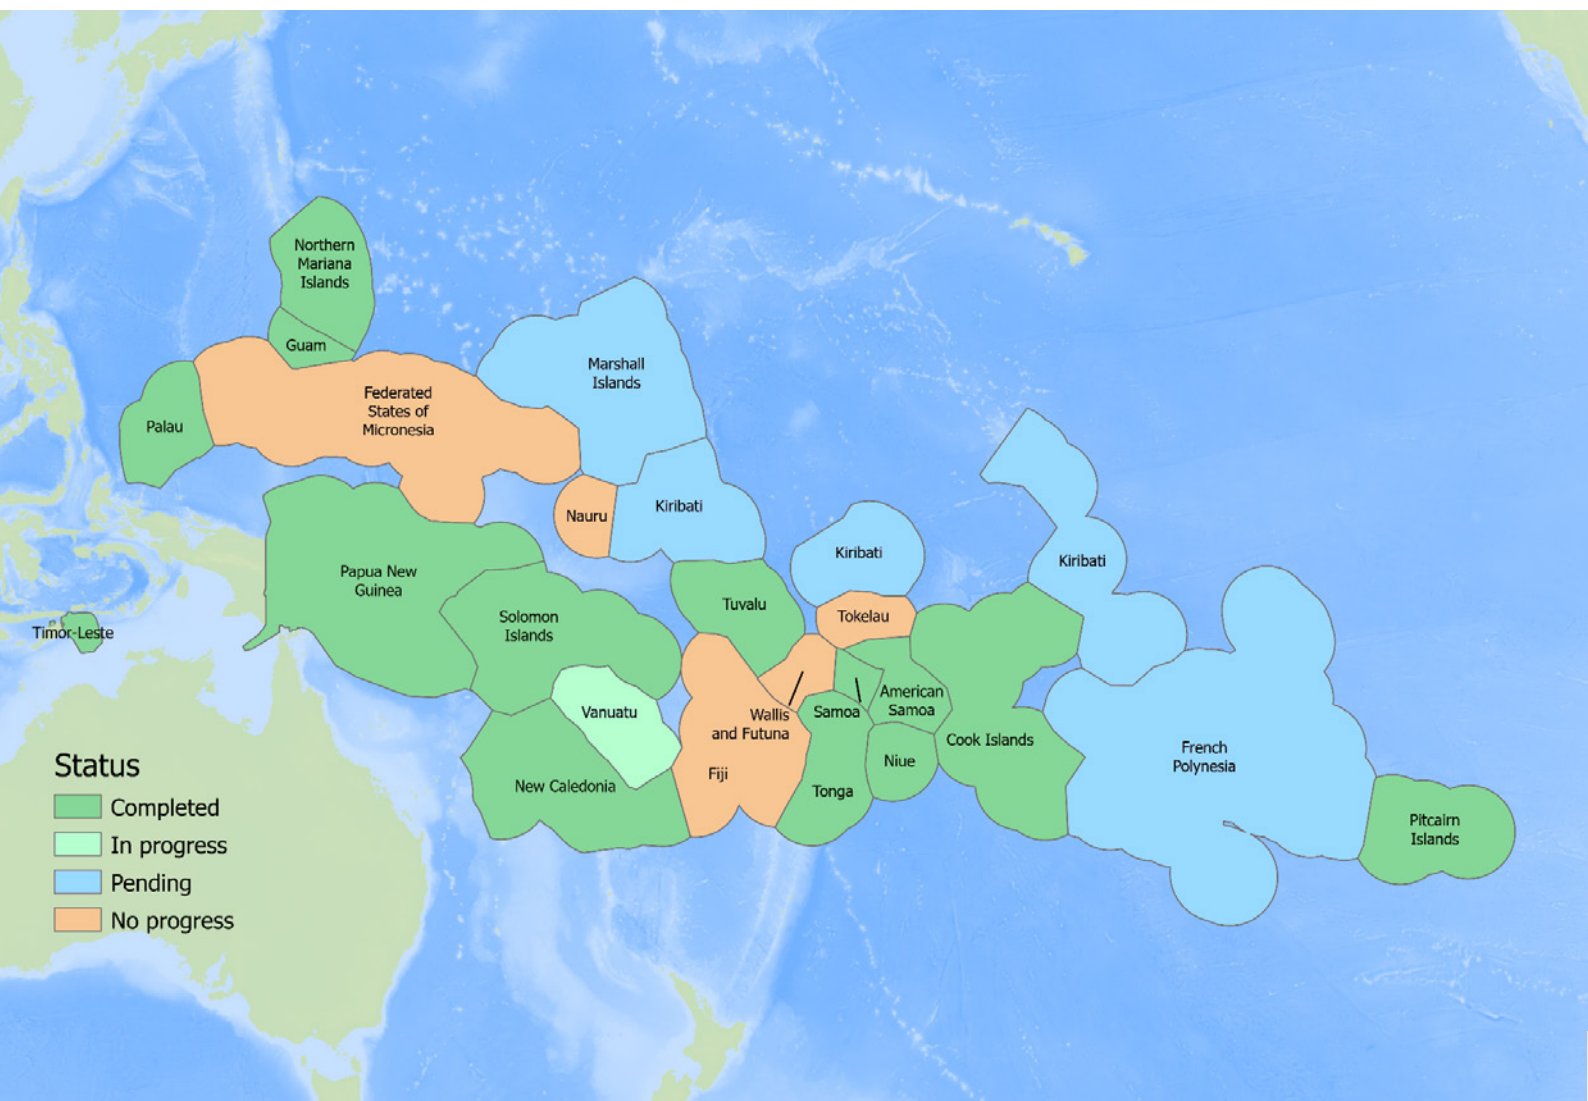 Northern
Mariana
Islands
Guam
Marshall
Islands
Federated
States of
Micronesia
Palau
Nauru
Kiribati
Kiribati
Kiribati
Papua New
Guinea
Solomon
Islands
Tuvalu
Tokelau
Timor-Leste
Vanuatu
Wallis
and Futuna
Samoa
American
Samoa
Cook Islands
Niue
French
Polynesia
Fiji
New Caledonia
Tonga
Pitcairn
Islands
Status
Completed
In progress
Pending
No progress